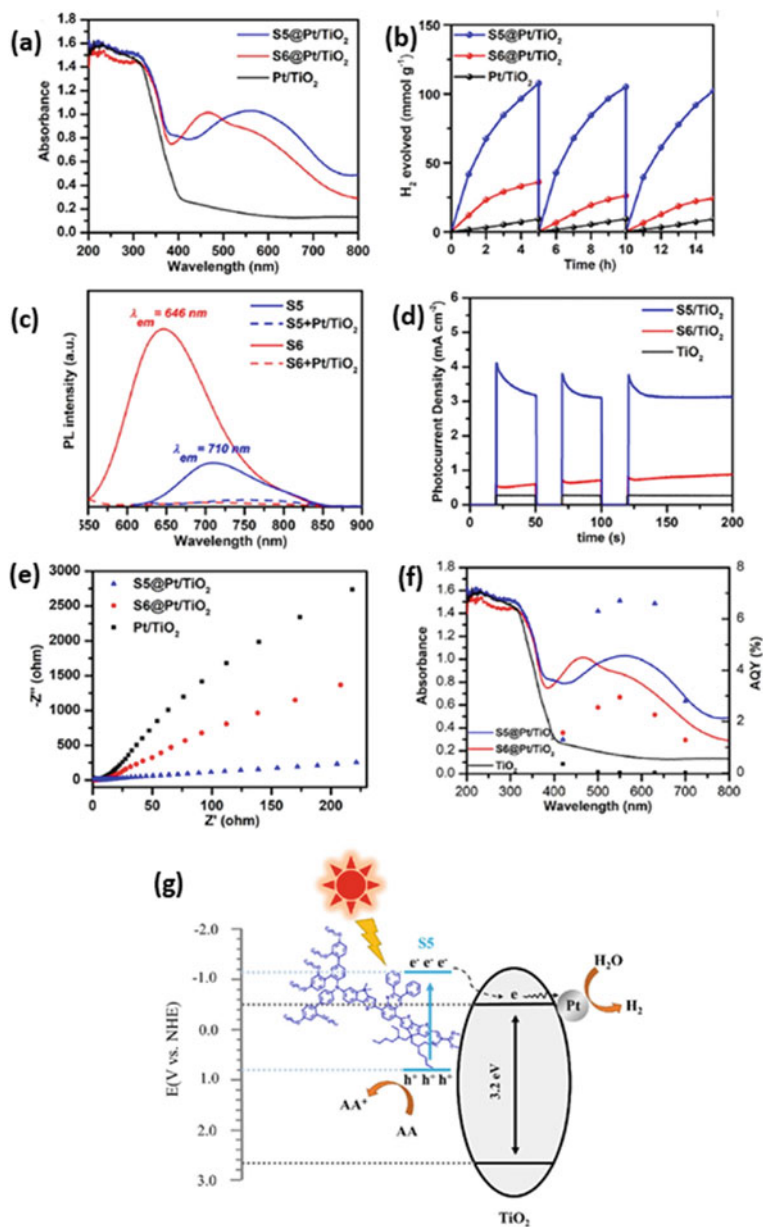 (a)
1.8
1.6
1.4
1.2
1.0
0.8
0.6
0.4
0.2
0.0
Absorbance
S5@Pt/TiO₂
S6@Pt/TiO₂
Pt/TiO₂
200 300 400 500 600 700 800
Wavelength (nm)
(b)
150
100
50
0
H₂ evolved (mmol g⁻¹)
S5@Pt/TiO₂
S6@Pt/TiO₂
Pt/TiO₂
0 2 4 6 8 10 12 14
Time (h)
(c)
PL intensity (a.u.)
λem = 646 nm
λem = 710 nm
S5
S5+Pt/TiO₂
S6
S6+Pt/TiO₂
550 600 650 700 750 800 850 900
Wavelength (nm)
(d)
6
5
4
3
2
1
0
Photocurrent Density (mA cm⁻²)
S5/TiO₂
S6/TiO₂
TiO₂
0 50 100 150 200
time (s)
(e)
3000
2500
2000
1500
1000
500
0
-Z'' (ohm)
S5@Pt/TiO₂
S6@Pt/TiO₂
Pt/TiO₂
0 50 100 150 200
Z' (ohm)
(f)
1.8
1.6
1.4
1.2
1.0
0.8
0.6
0.4
0.2
0.0
Absorbance
S5@Pt/TiO₂
S6@Pt/TiO₂
TiO₂
200 300 400 500 600 700 800
Wavelength (nm)
8
6
4
2
0
AQY (%)
(g)
-2.0
-1.0
0.0
1.0
2.0
3.0
E(V vs. NHE)
S5
e⁻ e⁻ e⁻
h⁺ h⁺ h⁺
AA⁺
AA
e
Pt
H₂O
H₂
3.2 eV
TiO₂